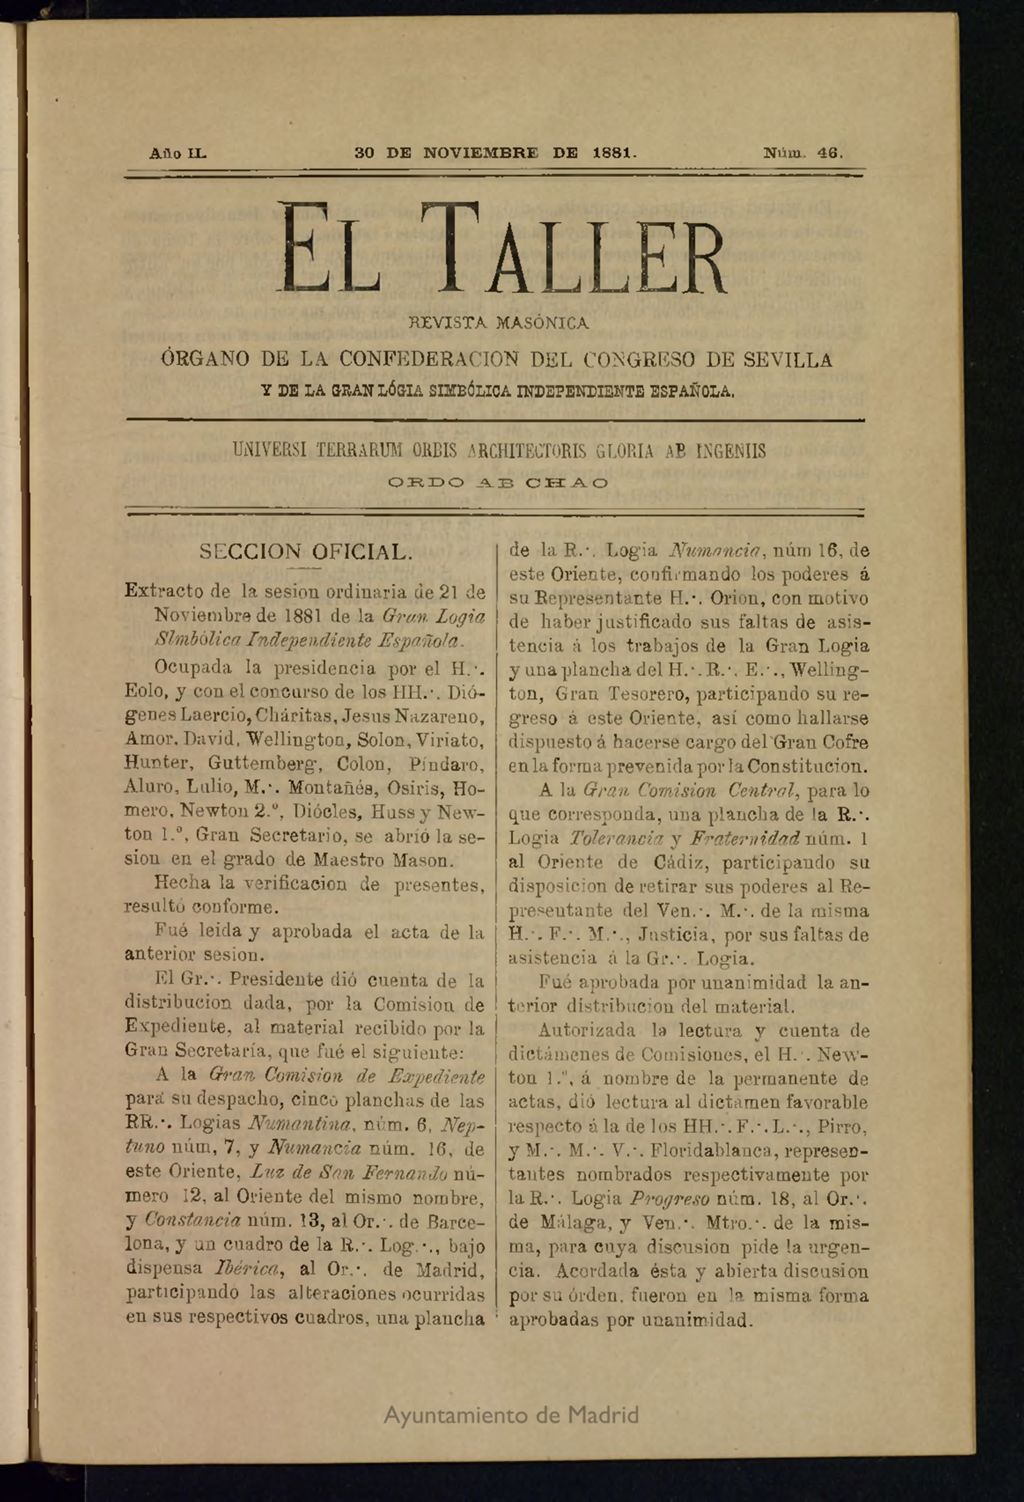 Año II.
30 DE NOVIEMBRE DE 1881.
Núm. 46.
EL TALLER
REVISTA MASÓNICA
ÓRGANO DE LA CONFEDERACION DEL CONGRESO DE SEVILLA
Y DE LA GRAN LÓGIA SIMBÓLICA INDEPENDIENTE ESPAÑOLA.
UNIVERSI TERRARUM ORBIS ARCHITECTORIS GLORIA AB INGENIIS
ORDO AB CHAO
SECCION OFICIAL.
Extracto de la sesion ordinaria de 21 de
Noviembre de 1881 de la Gran Logia
Simbólica Independiente Española.
Ocupada la presidencia por el H.·.
Eolo, y con el concurso de los HH.·. Dió-
genes Laercio, Cháritas, Jesus Nazareno,
Amor, David, Wellington, Solon, Viriato,
Hunter, Guttemberg, Colon, Píndaro,
Aluro, Lulio, M.·. Montañés, Osiris, Ho-
mero, Newton 2.º, Diócles, Huss y New-
ton 1.º, Gran Secretario, se abrió la se-
sion en el grado de Maestro Mason.
Hecha la verificacion de presentes,
resultó conforme.
Fué leida y aprobada el acta de la
anterior sesion.
El Gr.·. Presidente dió cuenta de la
distribucion dada, por la Comision de
Expediente, al material recibido por la
Gran Secretaría, que fué el siguiente:
A la Gran Comision de Expediente
para su despacho, cinco planchas de las
RR.·. Logias Numantina, núm. 6, Nep-
tuno núm, 7, y Numancia núm. 16, de
este Oriente, Luz de San Fernando nú-
mero 12, al Oriente del mismo nombre,
y Constancia núm. 13, al Or.·. de Barce-
lona, y un cuadro de la R.·. Log.·., bajo
dispensa Ibérica, al Or.·. de Madrid,
participando las alteraciones ocurridas
en sus respectivos cuadros, una plancha
de la R.·. Logia Numancia, núm 16, de
este Oriente, confirmando los poderes á
su Representante H.·. Orion, con motivo
de haber justificado sus faltas de asis-
tencia á los trabajos de la Gran Logia
y una plancha del H.·. R.·. E.·., Welling-
ton, Gran Tesorero, participando su re-
greso á este Oriente, así como hallarse
dispuesto á hacerse cargo del Gran Cofre
en la forma prevenida por la Constitucion.
A la Gran Comision Central, para lo
que corresponda, una plancha de la R.·.
Logia Tolerancia y Fraternidad núm. 1
al Oriente de Cádiz, participando su
disposicion de retirar sus poderes al Re-
presentante del Ven.·. M.·. de la misma
H.·. F.·. M.·., Justicia, por sus faltas de
asistencia á la Gr.·. Logia.
Fué aprobada por unanimidad la an-
terior distribucion del material.
Autorizada la lectura y cuenta de
dictámenes de Comisiones, el H.·. New-
ton 1.º, á nombre de la permanente de
actas, dió lectura al dictamen favorable
respecto á la de los HH.·. F.·. L.·., Pirro,
y M.·. M.·. V.·. Floridablanca, represen-
tantes nombrados respectivamente por
la R.·. Logia Progreso núm. 18, al Or.·.
de Málaga, y Ven.·. Mtro.·. de la mis-
ma, para cuya discusion pide la urgen-
cia. Acordada ésta y abierta discusion
por su órden, fueron en la misma forma
aprobadas por unanimidad.
Ayuntamiento de Madrid